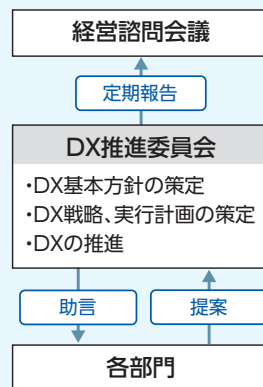 経営諮問会議
定期報告
DX推進委員会
・DX基本方針の策定
・DX戦略、実行計画の策定
・DXの推進
助言
提案
各部門